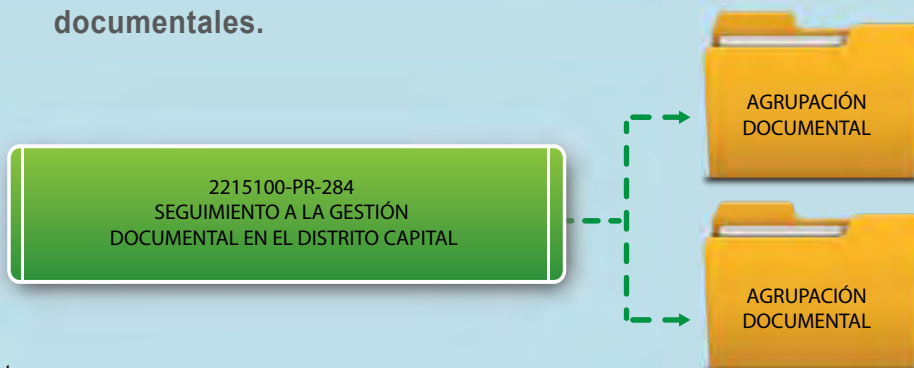 documentales.
2215100-PR-284
SEGUIMIENTO A LA GESTIÓN
DOCUMENTAL EN EL DISTRITO CAPITAL
AGRUPACIÓN
DOCUMENTAL
AGRUPACIÓN
DOCUMENTAL